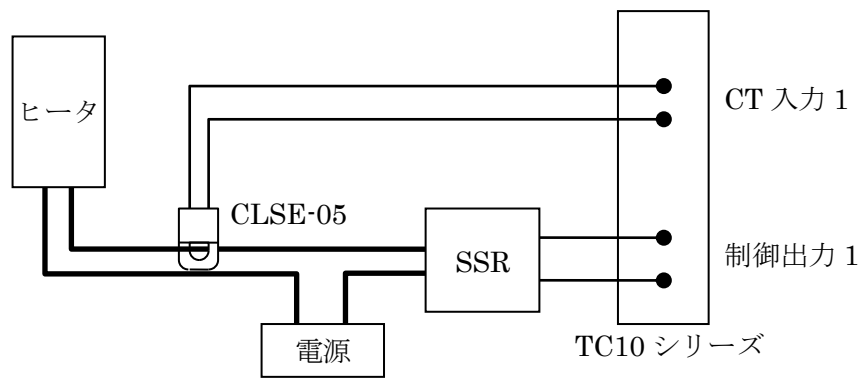 ヒータ
CT 入力 1
CLSE-05
SSR
制御出力 1
電源
TC10 シリーズ